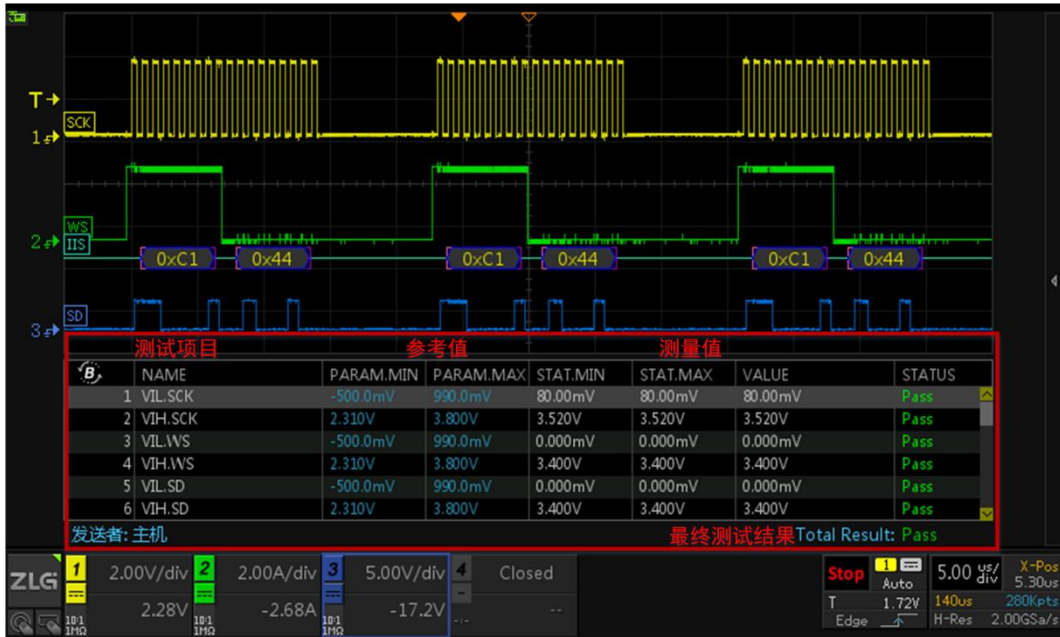 T
SCK
1
WS
2
IIS
0xC1 0x44 0xC1 0x44 0xC1 0x44
SD
3
测试项目 参考值 测量值
B NAME PARAM.MIN PARAM.MAX STAT.MIN STAT.MAX VALUE STATUS
1 VIL.SCK -500.0mV 990.0mV 80.00mV 80.00mV 80.00mV Pass
2 VIH.SCK 2.310V 3.800V 3.520V 3.520V 3.520V Pass
3 VIL.WS -500.0mV 990.0mV 0.000mV 0.000mV 0.000mV Pass
4 VIH.WS 2.310V 3.800V 3.400V 3.400V 3.400V Pass
5 VIL.SD -500.0mV 990.0mV 0.000mV 0.000mV 0.000mV Pass
6 VIH.SD 2.310V 3.800V 3.400V 3.400V 3.400V Pass
发送者: 主机 最终测试结果Total Result: Pass
ZLG 1 2.00V/div 2 2.00A/div 3 5.00V/div 4 Closed Stop 1 Auto 5.00 us/div X-Pos 5.30us
10:1 1MΩ 2.28V 10:1 1MΩ -2.68A 10:1 1MΩ -17.2V -:- -- T 1.72V 140us 280Kpts
Edge H-Res 2.00GSa/s